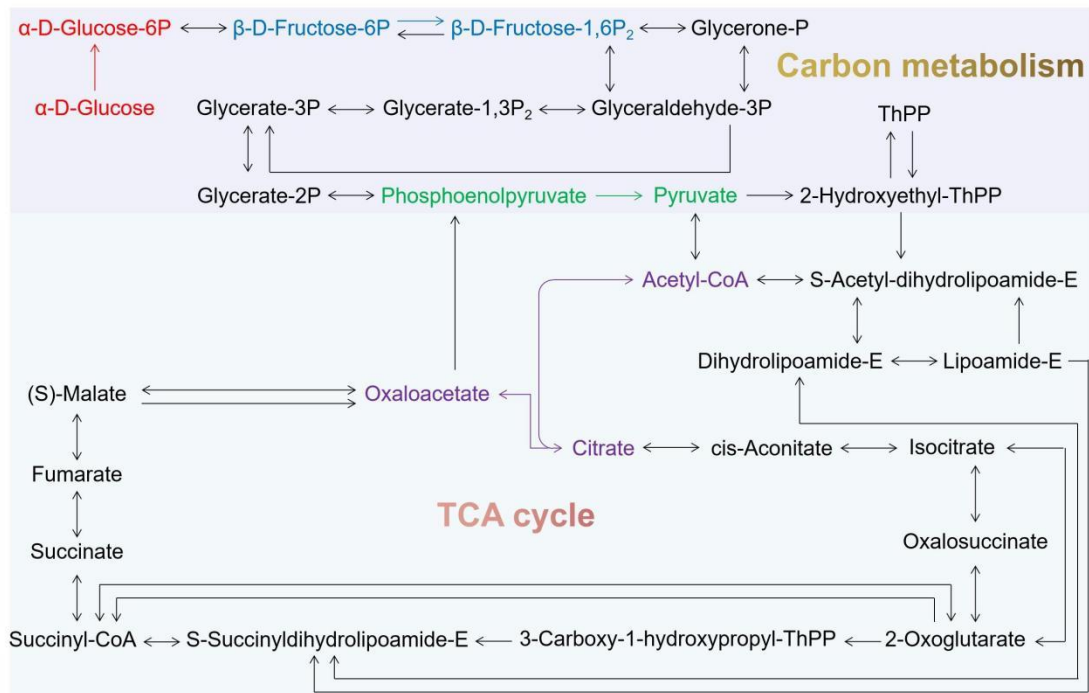 α-D-Glucose-6P β-D-Fructose-6P β-D-Fructose-1,6P₂ Glycerone-P
Carbon metabolism
α-D-Glucose Glycerate-3P Glycerate-1,3P₂ Glyceraldehyde-3P
ThPP
Glycerate-2P Phosphoenolpyruvate Pyruvate 2-Hydroxyethyl-ThPP
Acetyl-CoA S-Acetyl-dihydrolipoamide-E
Dihydrolipoamide-E Lipoamide-E
(S)-Malate Oxaloacetate
Citrate cis-Aconitate Isocitrate
Fumarate
TCA cycle
Oxalosuccinate
Succinate
Succinyl-CoA S-Succinyldihydrolipoamide-E 3-Carboxy-1-hydroxypropyl-ThPP 2-Oxoglutarate